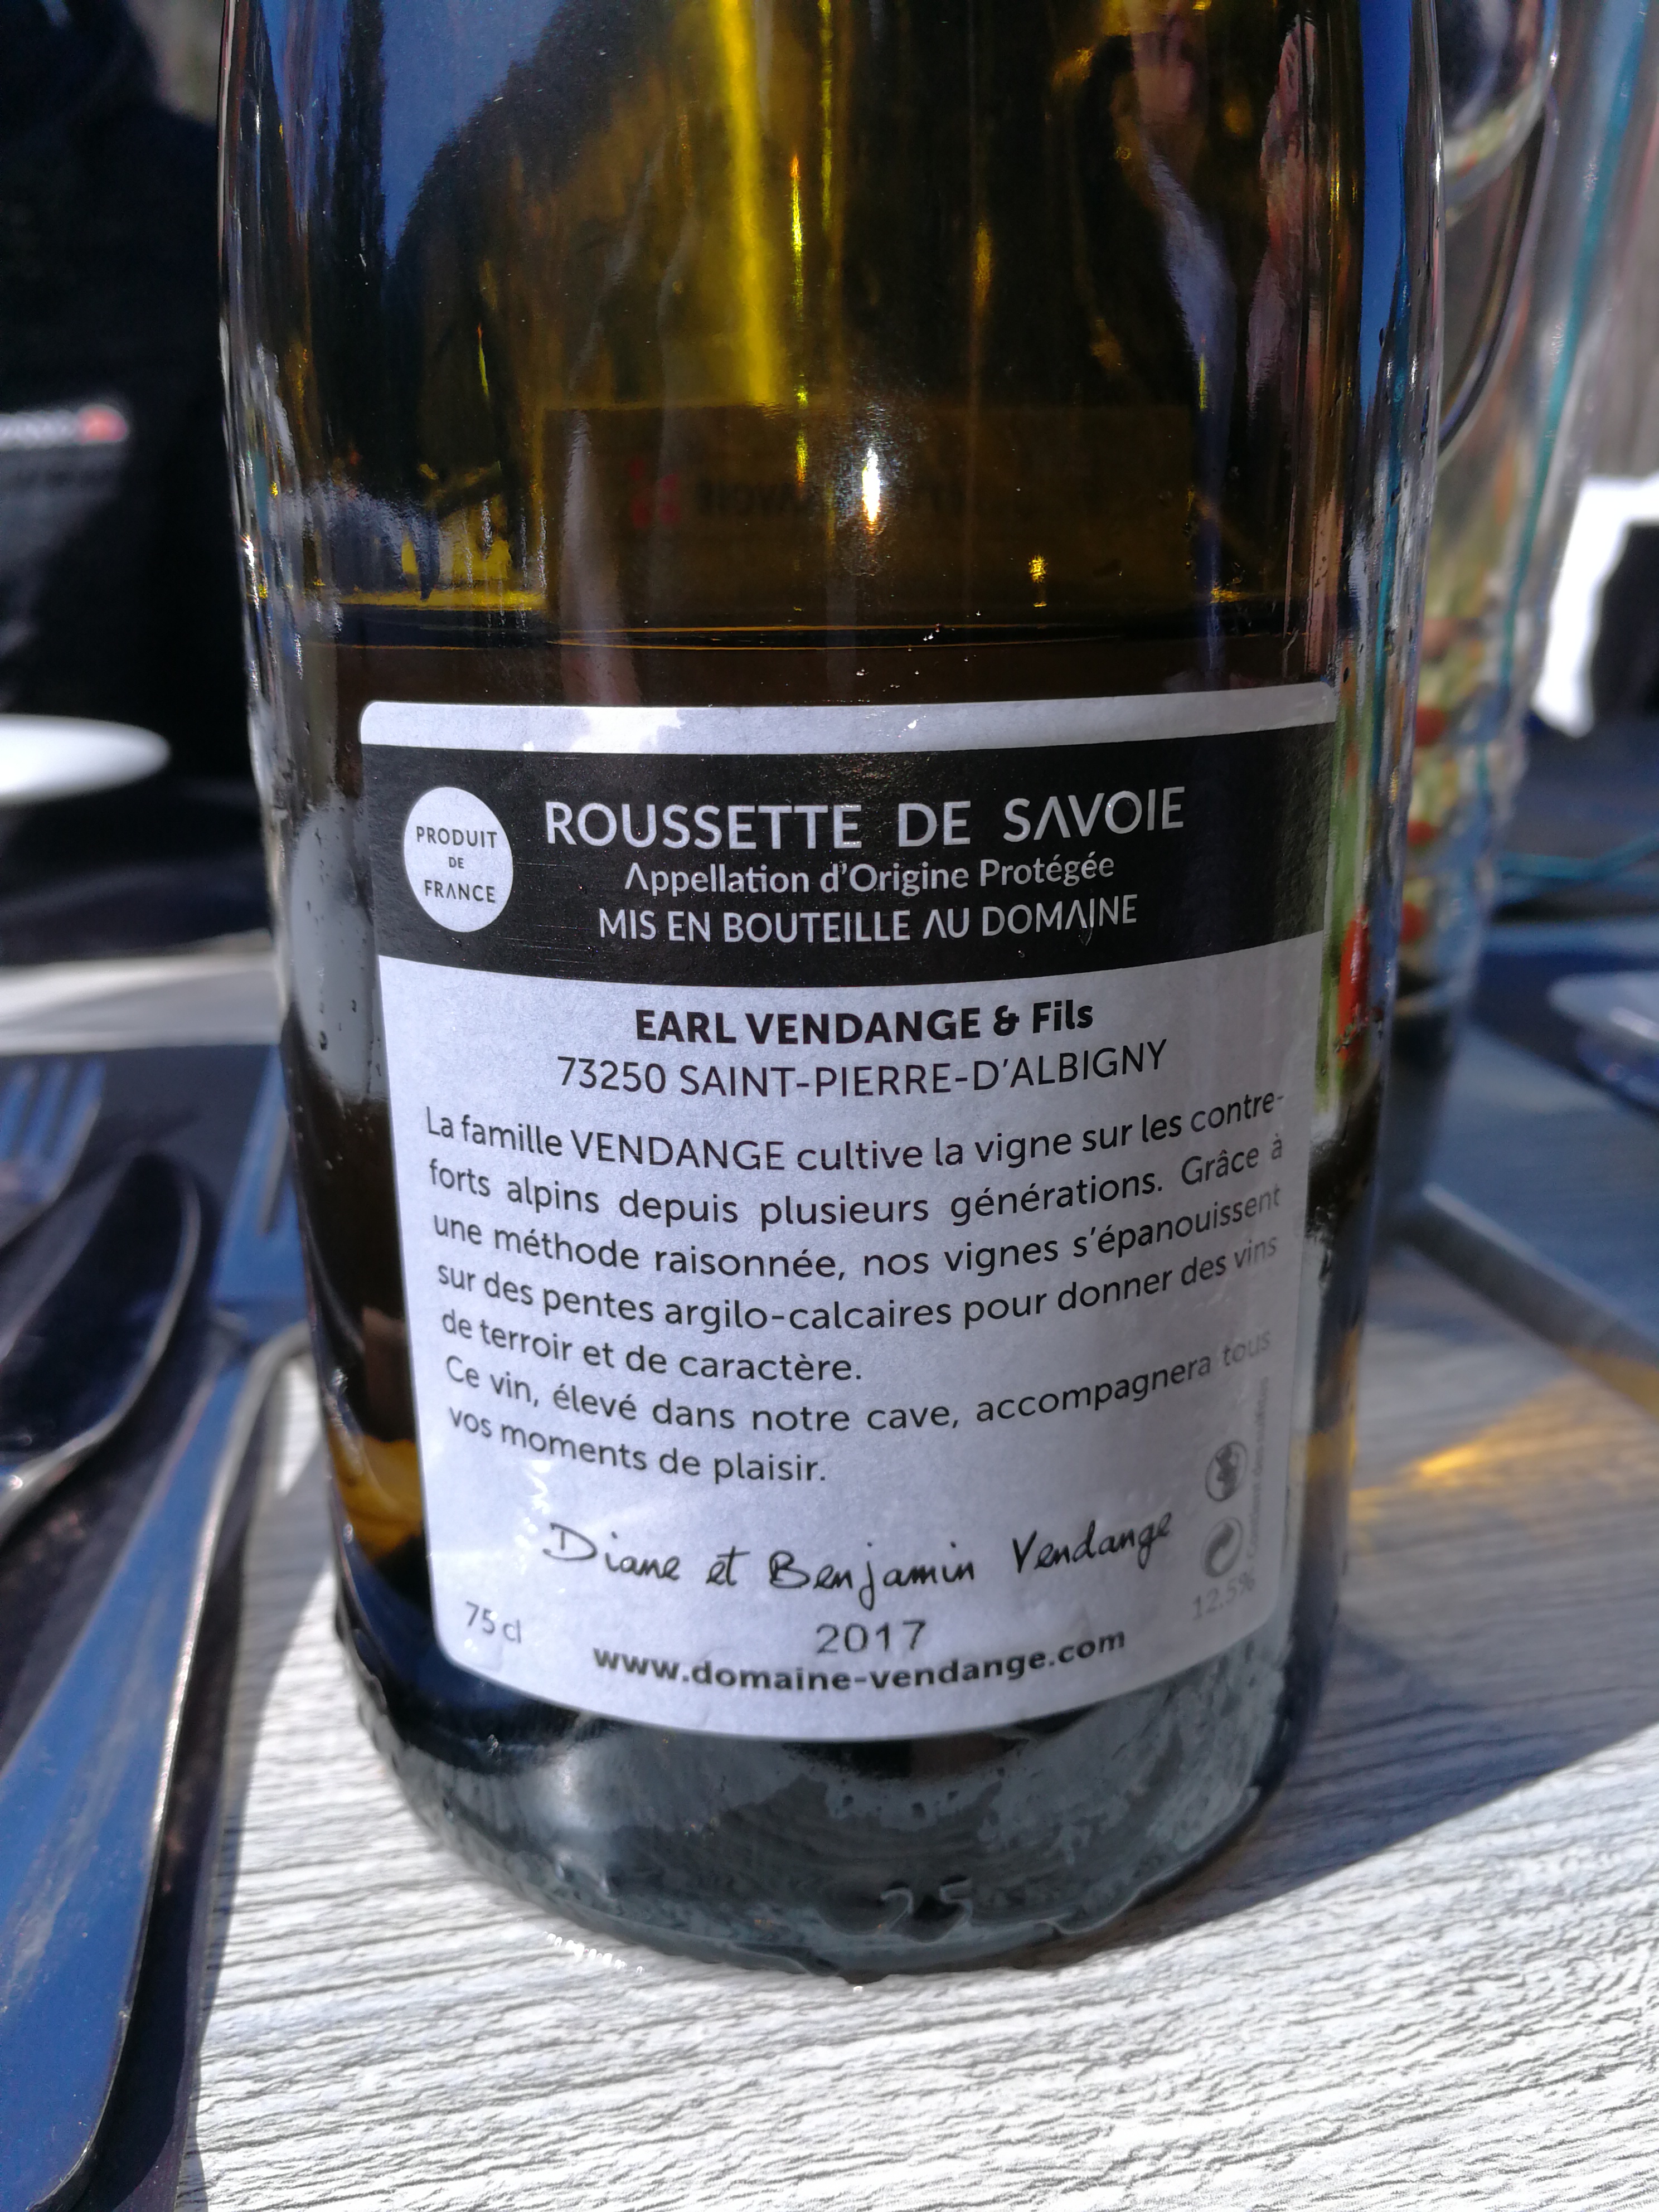 PRODUIT
DE
FRANCE
ROUSSETTE DE SAVOIE
Appellation d'Origine Protégée
MIS EN BOUTEILLE AU DOMAINE
EARL VENDANGE & Fils
73250 SAINT-PIERRE-D'ALBIGNY
La famille VENDANGE cultive la vigne sur les contre-
forts alpins depuis plusieurs générations. Grâce à
une méthode raisonnée, nos vignes s'épanouissent
sur des pentes argilo-calcaires pour donner des vins
de terroir et de caractère.
Ce vin, élevé dans notre cave, accompagnera tous
vos moments de plaisir.
Diane et Benjamin Vendange
75 cl
12.5%
2017
www.domaine-vendange.com
25